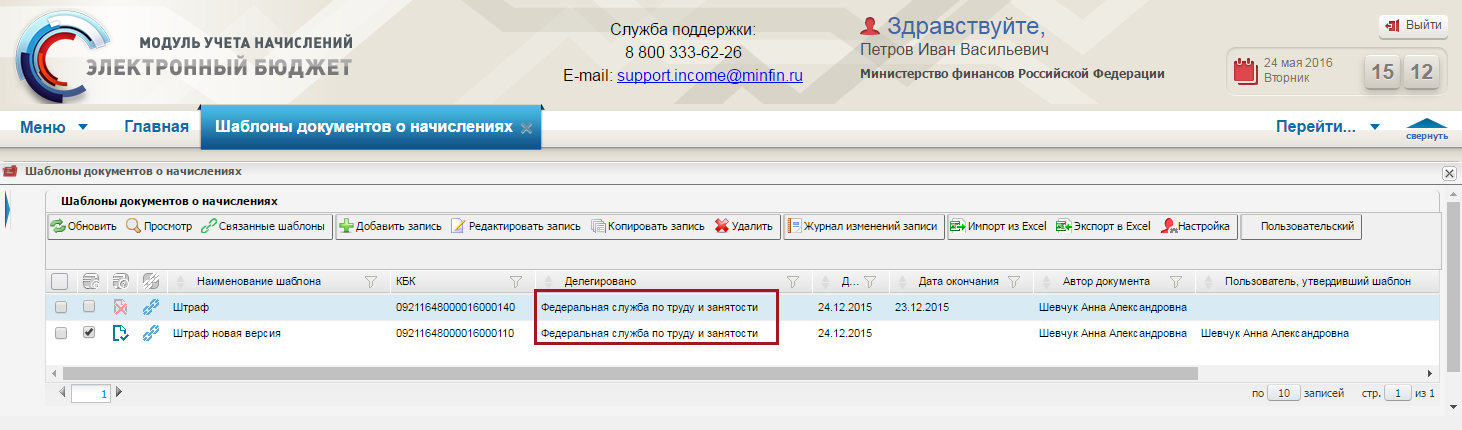 МОДУЛЬ УЧЕТА НАЧИСЛЕНИЙ
ЭЛЕКТРОННЫЙ БЮДЖЕТ
Служба поддержки:
8 800 333-62-26
E-mail: support.income@minfin.ru
Здравствуйте,
Петров Иван Васильевич
Министерство финансов Российской Федерации
Выйти
24 мая 2016
Вторник
15 12
Меню Главная Шаблоны документов о начислениях Перейти... свернуть
Шаблоны документов о начислениях
Шаблоны документов о начислениях
Обновить Просмотр Связанные шаблоны Добавить запись Редактировать запись Копировать запись Удалить Журнал изменений записи Импорт из Excel Экспорт в Excel Настройка Пользовательский
Наименование шаблона КБК Делегировано Д... Дата окончания Автор документа Пользователь, утвердивший шаблон
Штраф 09211648000016000140 Федеральная служба по труду и занятости 24.12.2015 23.12.2015 Шевчук Анна Александровна
Штраф новая версия 09211648000016000110 Федеральная служба по труду и занятости 24.12.2015 Шевчук Анна Александровна Шевчук Анна Александровна
1 по 10 записей стр. 1 из 1